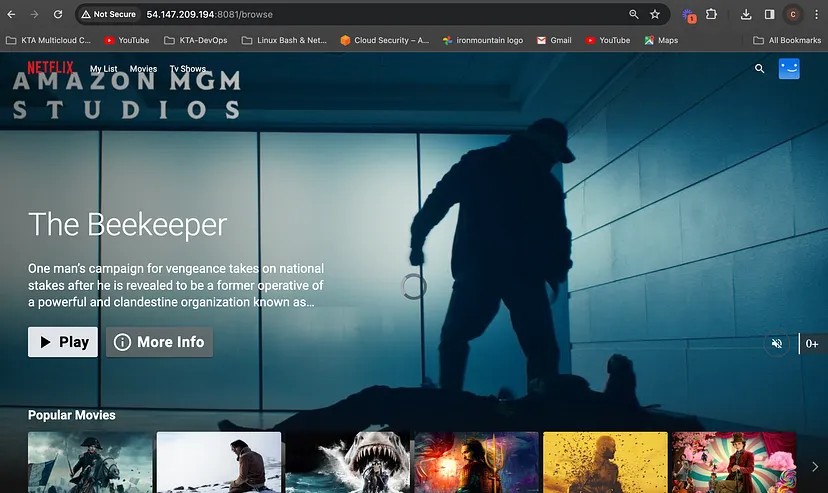 Not Secure 54.147.209.194:8081/browse
1
C
KTA Multicloud C...
YouTube
KTA-DevOps
Linux Bash & Net...
Cloud Security – A...
ironmountain logo
Gmail
YouTube
Maps
All Bookmarks
NETFLIX
My List
Movies
Tv Shows
AMAZON MGM
STUDIOS
The Beekeeper
One man's campaign for vengeance takes on national
stakes after he is revealed to be a former operative of
a powerful and clandestine organization known as...
Play
More Info
0+
Popular Movies